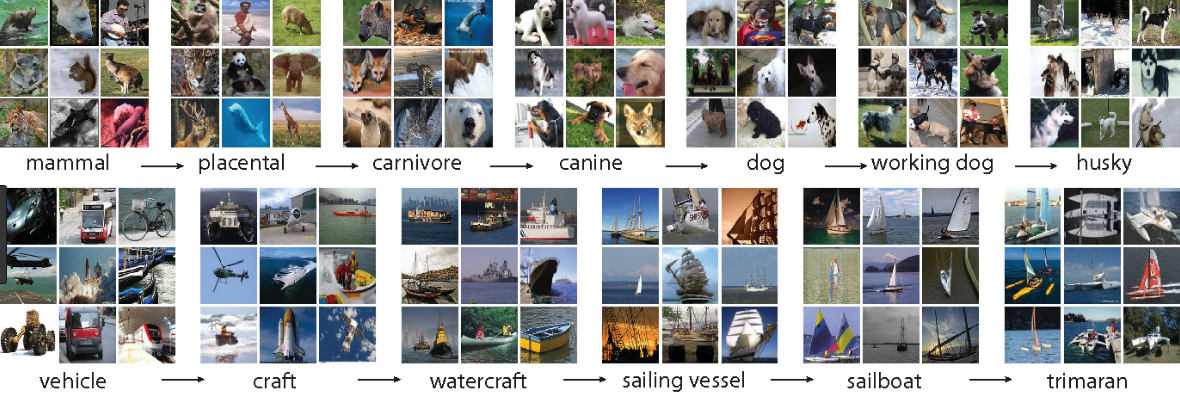 mammal → placental → carnivore → canine → dog → working dog → husky
vehicle → craft → watercraft → sailing vessel → sailboat → trimaran